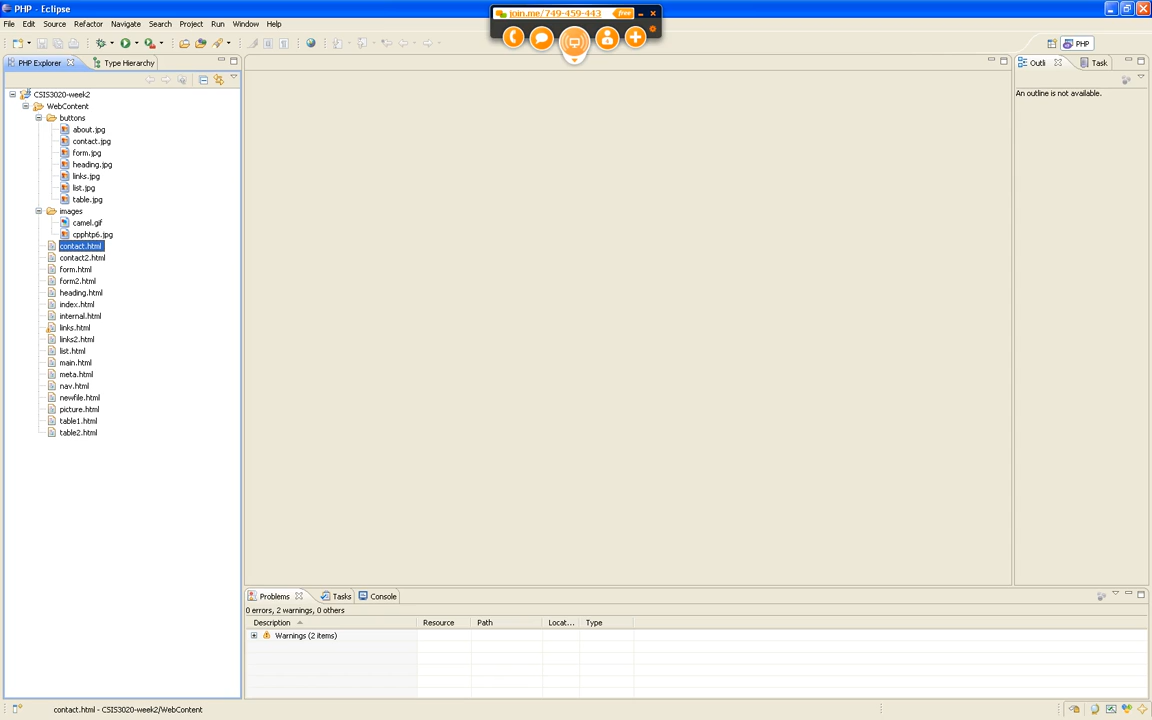 PHP - Eclipse
join.me/749-459-443 free
File Edit Source Refactor Navigate Search Project Run Window Help
PHP
PHP Explorer Type Hierarchy
Outli Task
CSIS3020-week2
An outline is not available.
WebContent
buttons
about.jpg
contact.jpg
form.jpg
heading.jpg
links.jpg
list.jpg
table.jpg
images
camel.gif
cpphtp6.jpg
contact.html
contact2.html
form.html
form2.html
heading.html
index.html
internal.html
links.html
links2.html
list.html
main.html
meta.html
nav.html
newfile.html
picture.html
table1.html
table2.html
Problems Tasks Console
0 errors, 2 warnings, 0 others
Description Resource Path Locat... Type
Warnings (2 items)
contact.html - CSIS3020-week2/WebContent